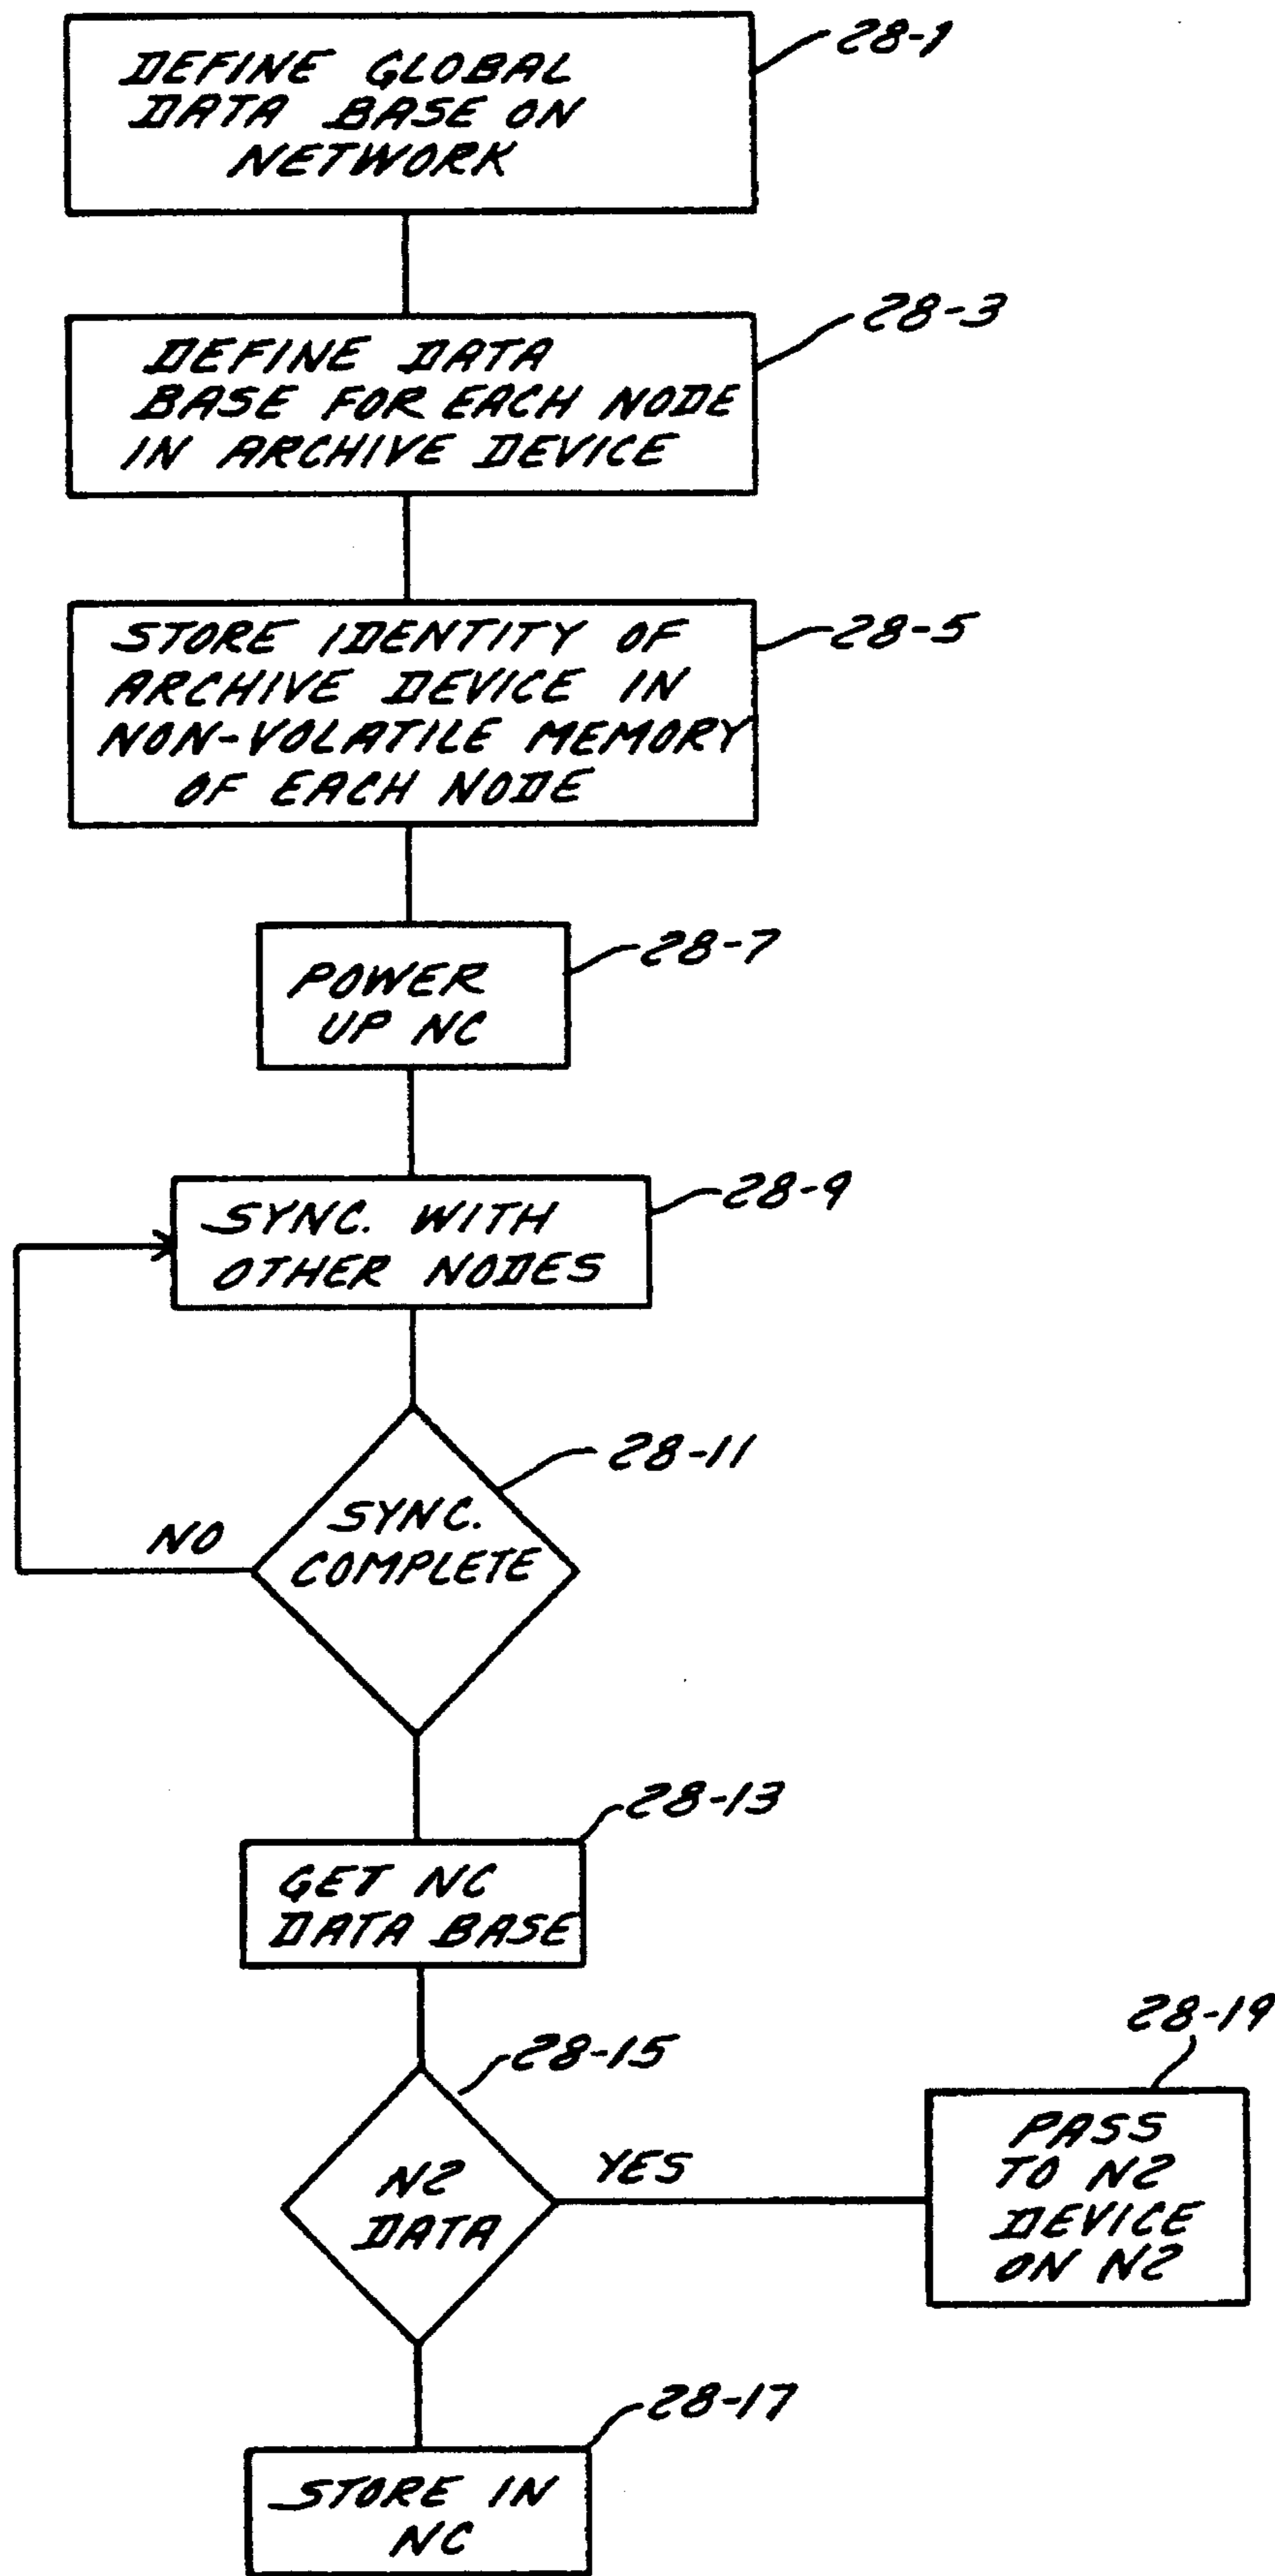 28-1
DEFINE GLOBAL
DATA BASE ON
NETWORK
28-3
DEFINE DATA
BASE FOR EACH NODE
IN ARCHIVE DEVICE
28-5
STORE IDENTITY OF
ARCHIVE DEVICE IN
NON-VOLATILE MEMORY
OF EACH NODE
28-7
POWER
UP NC
28-9
SYNC. WITH
OTHER NODES
28-11
SYNC.
COMPLETE
NO
28-13
GET NC
DATA BASE
28-15
N2
DATA
YES
28-19
PASS
TO N2
DEVICE
ON N2
28-17
STORE IN
NC